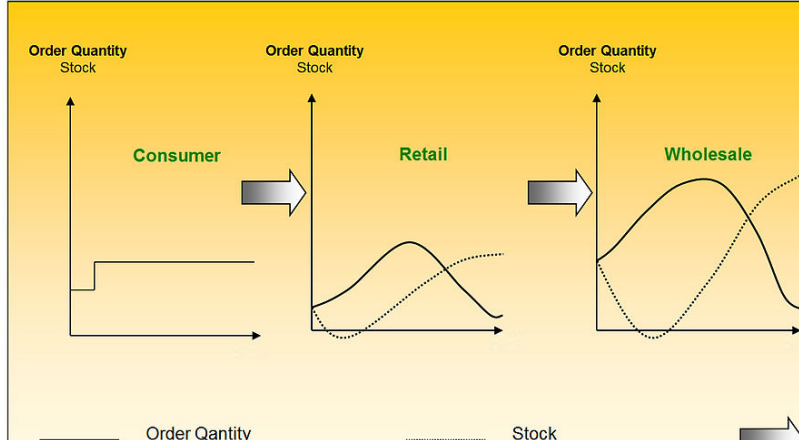 Order Quantity
Stock
Order Quantity
Stock
Order Quantity
Stock
Consumer
Retail
Wholesale
Order Qantity
Stock